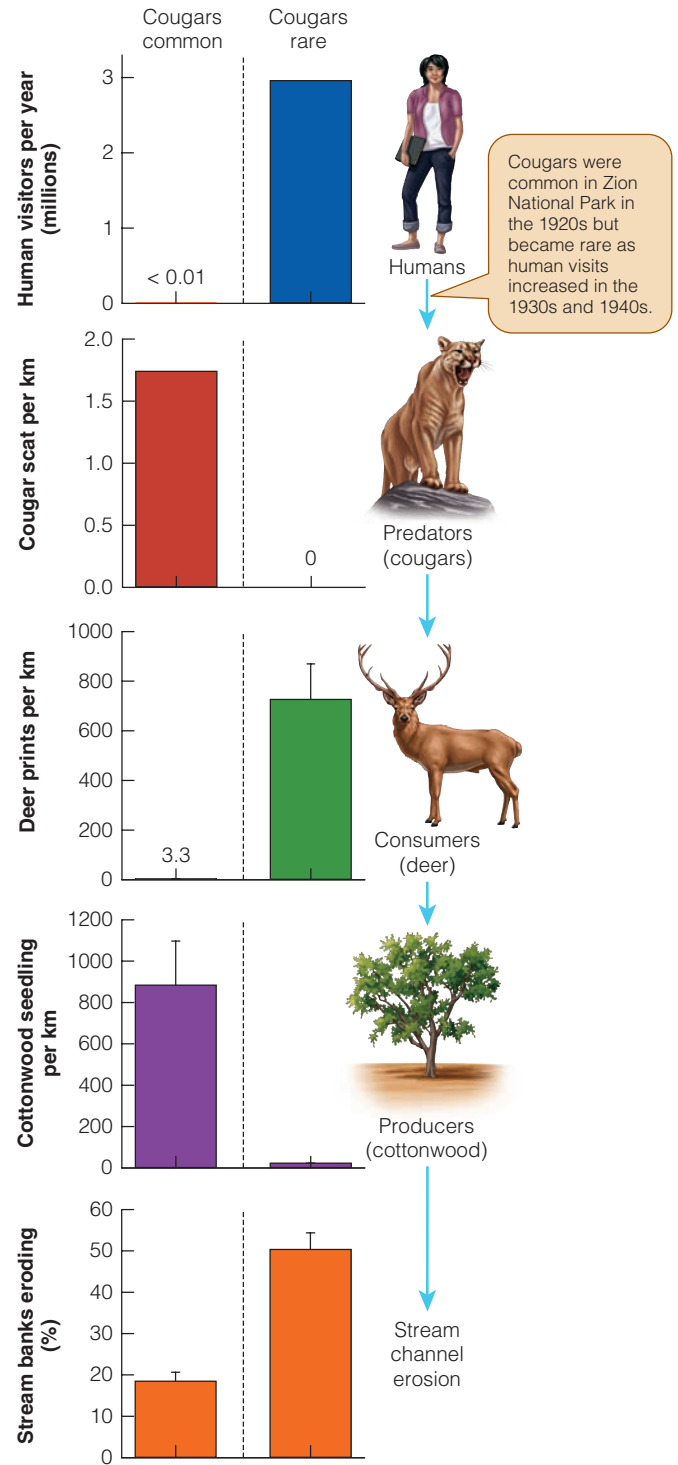 Cougars
common
Cougars
rare
Human visitors per year
(millions)
3
2
1
0
< 0.01
Humans
Cougars were
common in Zion
National Park in
the 1920s but
became rare as
human visits
increased in the
1930s and 1940s.
Cougar scat per km
2.0
1.5
1.0
0.5
0.0
0
Predators
(cougars)
Deer prints per km
1000
800
600
400
200
0
3.3
Consumers
(deer)
Cottonwood seedling
per km
1200
1000
800
600
400
200
0
Producers
(cottonwood)
Stream banks eroding
(%)
60
50
40
30
20
10
0
Stream
channel
erosion